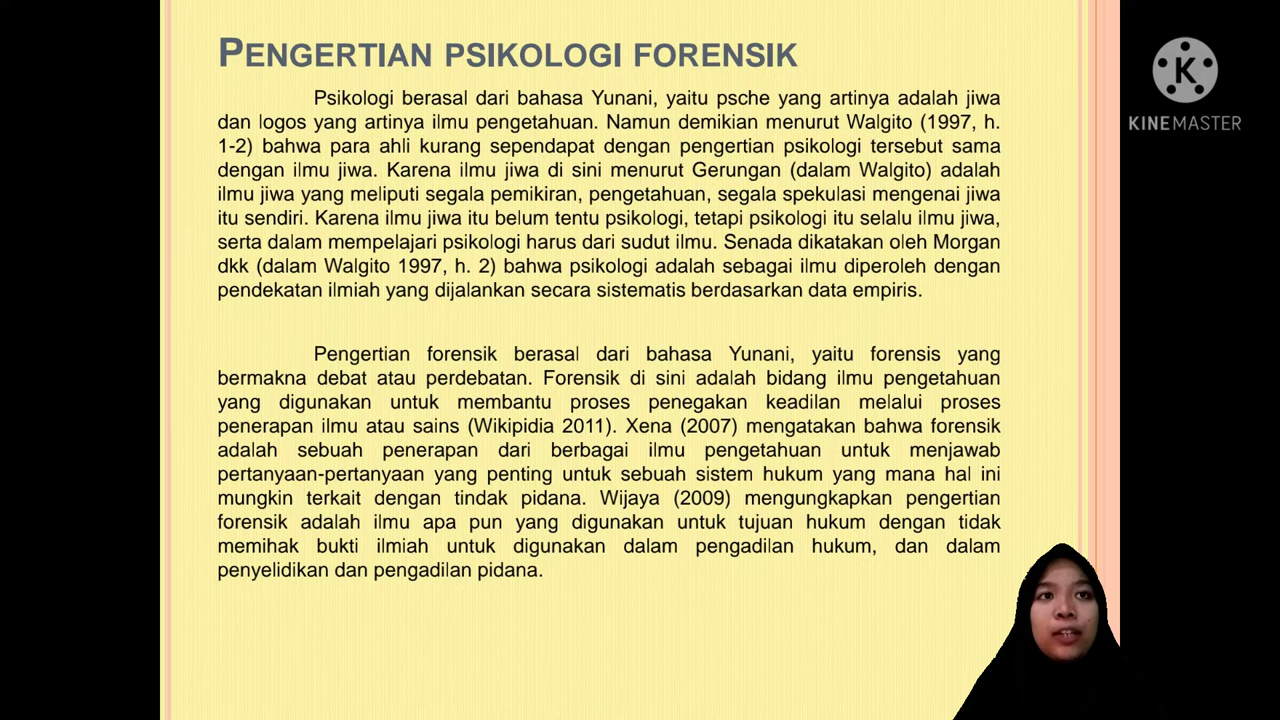 PENGERTIAN PSIKOLOGI FORENSIK
Psikologi berasal dari bahasa Yunani, yaitu psche yang artinya adalah jiwa
dan logos yang artinya ilmu pengetahuan. Namun demikian menurut Walgito (1997, h.
1-2) bahwa para ahli kurang sependapat dengan pengertian psikologi tersebut sama
dengan ilmu jiwa. Karena ilmu jiwa di sini menurut Gerungan (dalam Walgito) adalah
ilmu jiwa yang meliputi segala pemikiran, pengetahuan, segala spekulasi mengenai jiwa
itu sendiri. Karena ilmu jiwa itu belum tentu psikologi, tetapi psikologi itu selalu ilmu jiwa,
serta dalam mempelajari psikologi harus dari sudut ilmu. Senada dikatakan oleh Morgan
dkk (dalam Walgito 1997, h. 2) bahwa psikologi adalah sebagai ilmu diperoleh dengan
pendekatan ilmiah yang dijalankan secara sistematis berdasarkan data empiris.
Pengertian forensik berasal dari bahasa Yunani, yaitu forensis yang
bermakna debat atau perdebatan. Forensik di sini adalah bidang ilmu pengetahuan
yang digunakan untuk membantu proses penegakan keadilan melalui proses
penerapan ilmu atau sains (Wikipidia 2011). Xena (2007) mengatakan bahwa forensik
adalah sebuah penerapan dari berbagai ilmu pengetahuan untuk menjawab
pertanyaan-pertanyaan yang penting untuk sebuah sistem hukum yang mana hal ini
mungkin terkait dengan tindak pidana. Wijaya (2009) mengungkapkan pengertian
forensik adalah ilmu apa pun yang digunakan untuk tujuan hukum dengan tidak
memihak bukti ilmiah untuk digunakan dalam pengadilan hukum, dan dalam
penyelidikan dan pengadilan pidana.
K
KINEMASTER